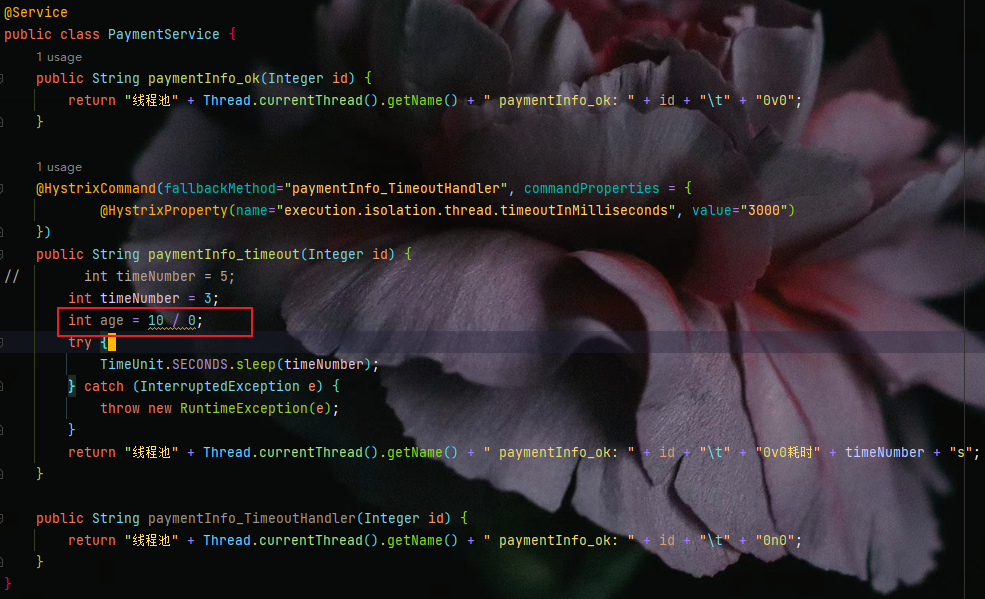 @Service
public class PaymentService {
1 usage
public String paymentInfo_ok(Integer id) {
return "线程池" + Thread.currentThread().getName() + " paymentInfo_ok: " + id + "\t" + "0v0";
}
1 usage
@HystrixCommand(fallbackMethod="paymentInfo_TimeoutHandler", commandProperties = {
@HystrixProperty(name="execution.isolation.thread.timeoutInMilliseconds", value="3000")
})
public String paymentInfo_timeout(Integer id) {
// int timeNumber = 5;
int timeNumber = 3;
int age = 10 / 0;
try {
TimeUnit.SECONDS.sleep(timeNumber);
} catch (InterruptedException e) {
throw new RuntimeException(e);
}
return "线程池" + Thread.currentThread().getName() + " paymentInfo_ok: " + id + "\t" + "0v0耗时" + timeNumber + "s";
}
public String paymentInfo_TimeoutHandler(Integer id) {
return "线程池" + Thread.currentThread().getName() + " paymentInfo_ok: " + id + "\t" + "0n0";
}
}